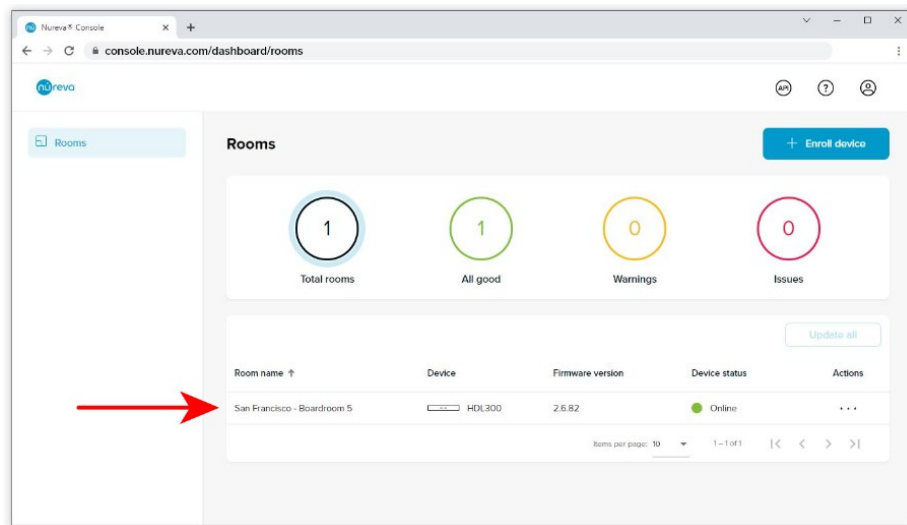 Nureva® Console
console.nureva.com/dashboard/rooms
nureva
API ?
Rooms
Rooms
+ Enroll device
1 1 0 0
Total rooms All good Warnings Issues
Update all
Room name ↑ Device Firmware version Device status Actions
San Francisco - Boardroom 5 HDL300 2.6.82 Online ...
Items per page: 10 1 – 1 of 1